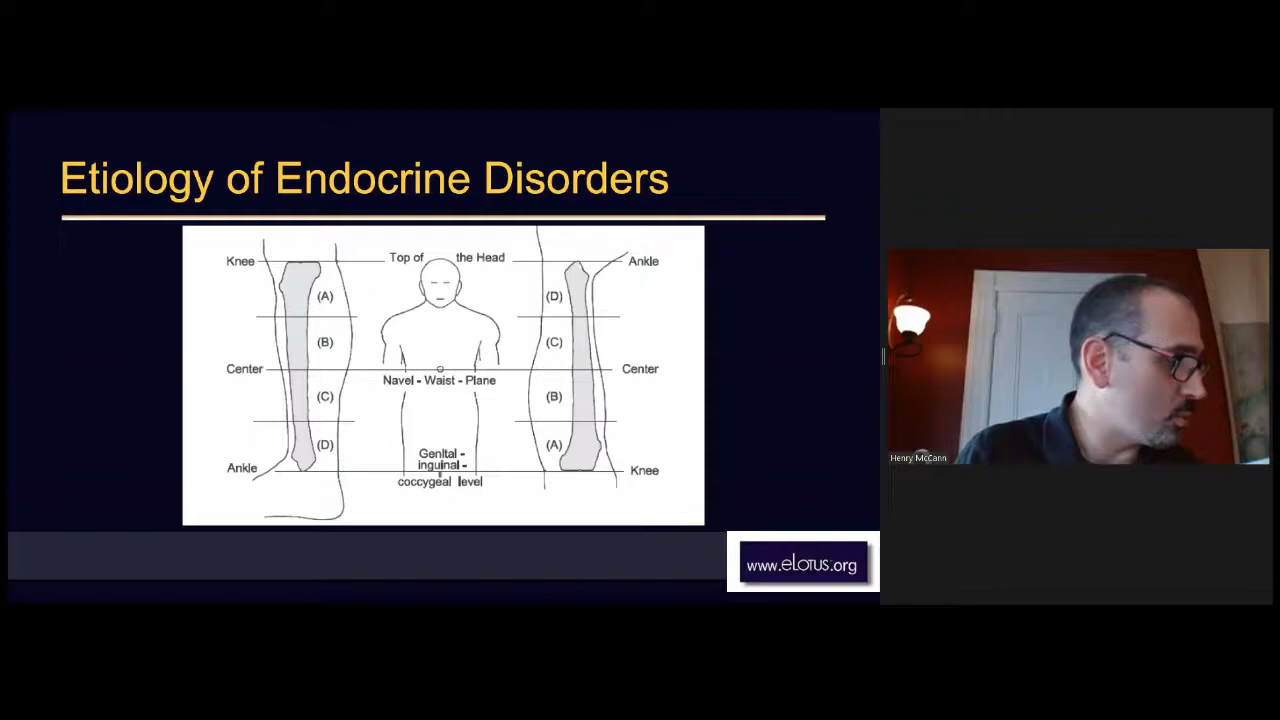 Etiology of Endocrine Disorders
Knee
Top of the Head
Ankle
(A)
(D)
(B)
(C)
Center
Center
Navel - Waist - Plane
(C)
(B)
(D)
(A)
Genital -
inguinal -
coccygeal level
Ankle
Knee
www.eLOTUS.org
Henry McCann